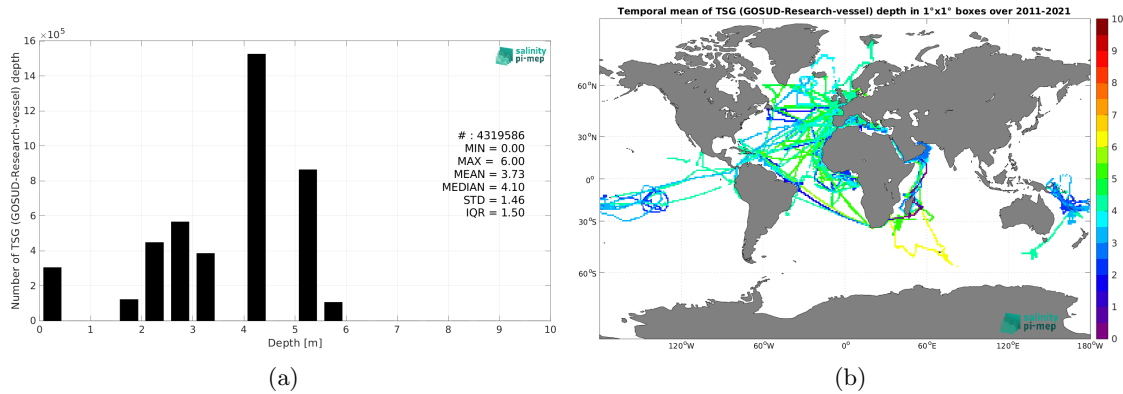 Temporal mean of TSG (GOSUD-Research-vessel) depth in 1°x1° boxes over 2011-2021
×10⁵
16
14
12
10
8
6
4
2
0
Number of TSG (GOSUD-Research-vessel) depth
salinity
pi-mep
# : 4319586
MIN = 0.00
MAX = 6.00
MEAN = 3.73
MEDIAN = 4.10
STD = 1.46
IQR = 1.50
0 1 2 3 4 5 6 7 8 9 10
Depth [m]
(a)
60°N
30°N
0°
30°S
60°S
120°W 60°W 0° 60°E 120°E 180°W
salinity
pi-mep
10
9
8
7
6
5
4
3
2
1
0
(b)